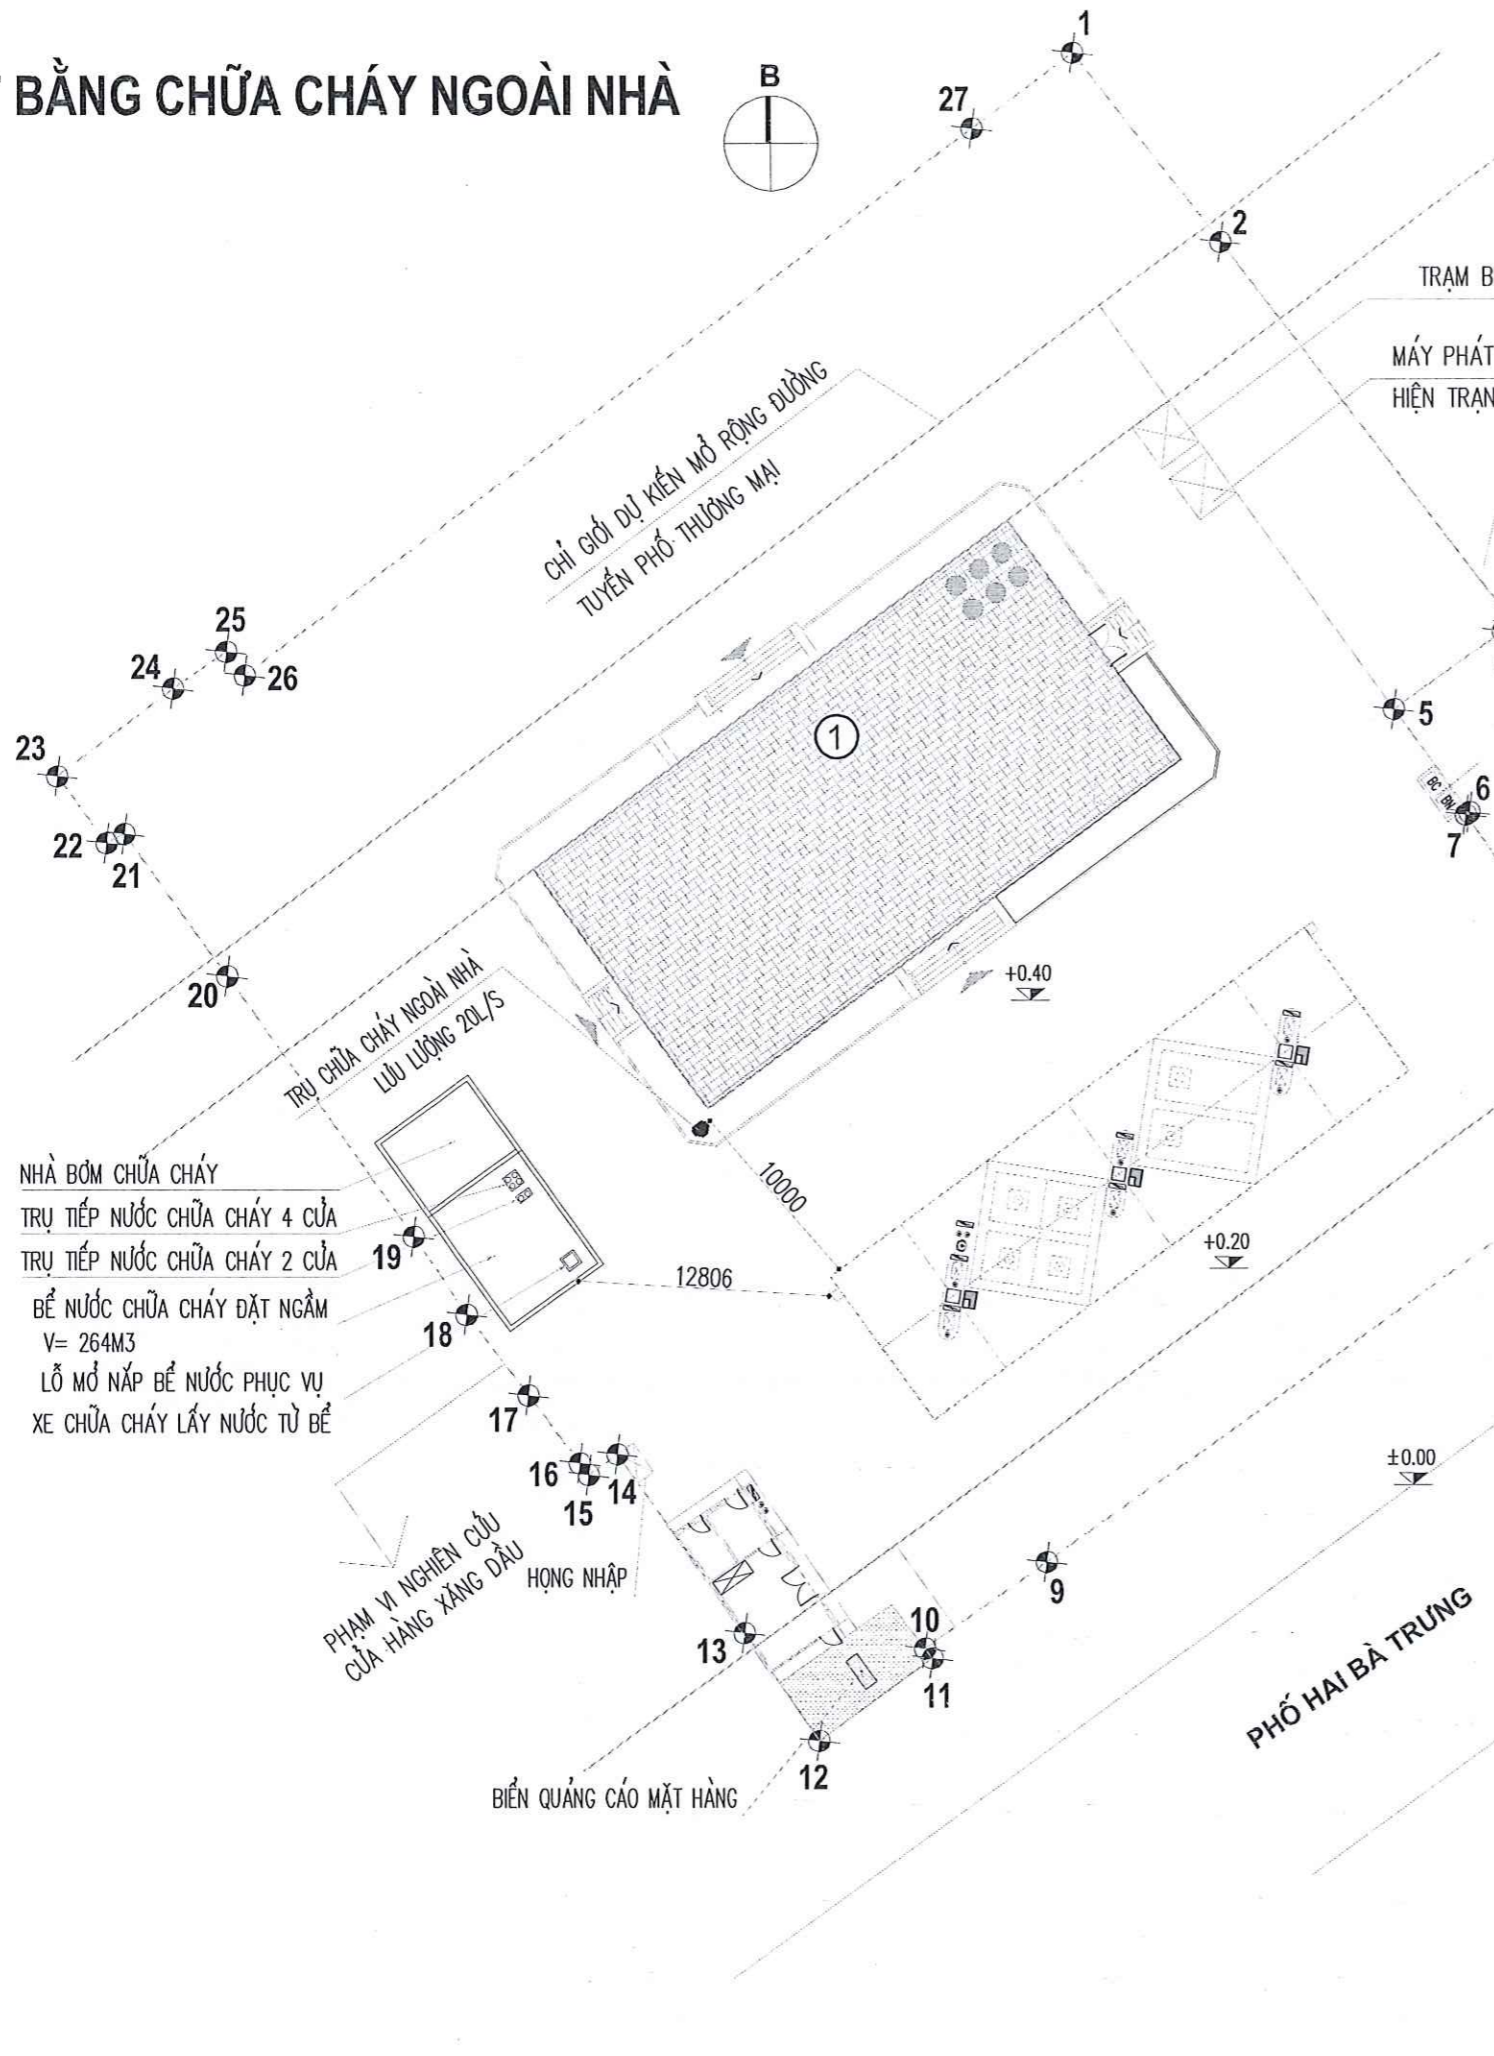 BẰNG CHỮA CHÁY NGOÀI NHÀ
B
1
27
2
TRẠM B
MÁY PHÁT
HIỆN TRẠN
CHỈ GIỚI DỰ KIẾN MỞ RỘNG ĐƯỜNG
TUYẾN PHỐ THƯƠNG MẠI
25
24
26
23
1
5
22
21
BC
BN
6
7
20
TRỤ CHỮA CHÁY NGOÀI NHÀ
LƯU LƯỢNG 20L/S
+0.40
NHÀ BƠM CHỮA CHÁY
TRỤ TIẾP NƯỚC CHỮA CHÁY 4 CỬA
TRỤ TIẾP NƯỚC CHỮA CHÁY 2 CỬA
BỂ NƯỚC CHỮA CHÁY ĐẶT NGẦM
V= 264M3
LỖ MỞ NẮP BỂ NƯỚC PHỤC VỤ
XE CHỮA CHÁY LẤY NƯỚC TỪ BỂ
19
10000
12806
+0.20
18
17
16
15
14
±0.00
PHẠM VI NGHIÊN CỨU
CỬA HÀNG XĂNG DẦU
HỌNG NHẬP
9
13
10
11
PHỐ HAI BÀ TRƯNG
12
BIỂN QUẢNG CÁO MẶT HÀNG